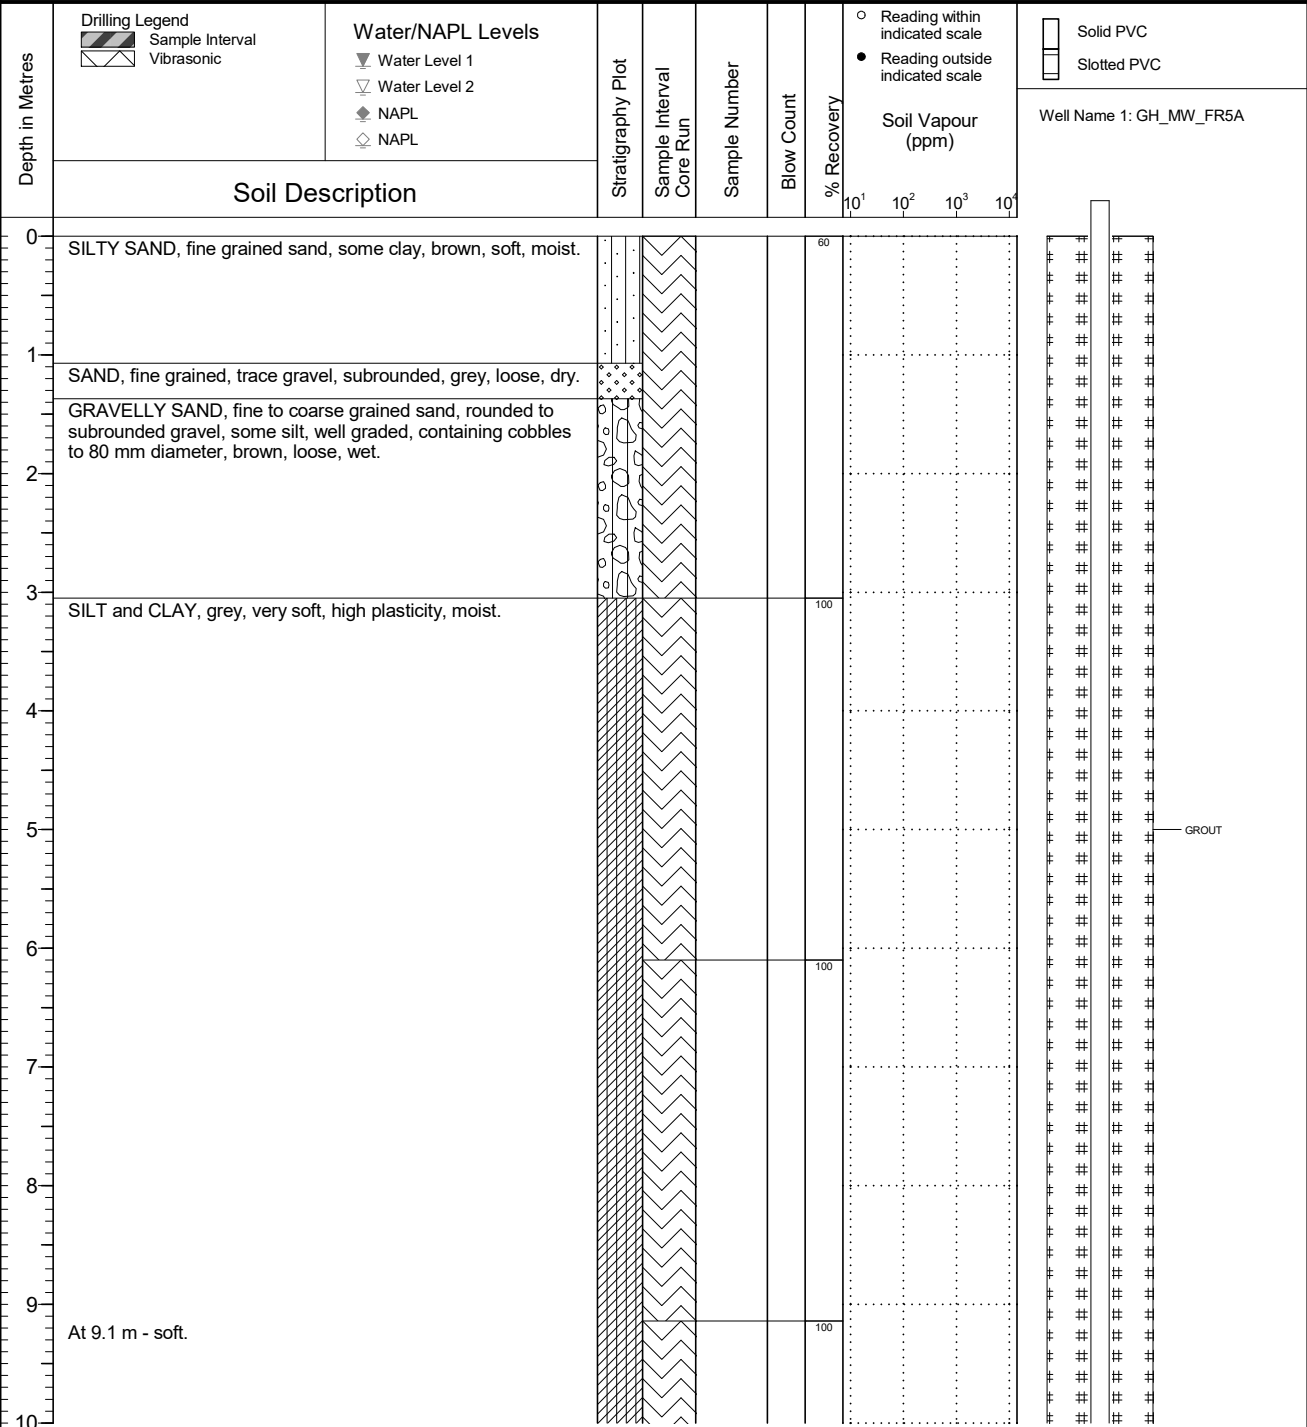 Depth in Metres
Drilling Legend
Sample Interval
Vibrasonic
Water/NAPL Levels
Water Level 1
Water Level 2
NAPL
NAPL
Soil Description
Stratigraphy Plot
Sample Interval
Core Run
Sample Number
Blow Count
% Recovery
Reading within
indicated scale
Reading outside
indicated scale
Soil Vapour
(ppm)
10¹ 10² 10³ 10⁴
Solid PVC
Slotted PVC
Well Name 1: GH_MW_FR5A
0
SILTY SAND, fine grained sand, some clay, brown, soft, moist.
60
1
SAND, fine grained, trace gravel, subrounded, grey, loose, dry.
GRAVELLY SAND, fine to coarse grained sand, rounded to
subrounded gravel, some silt, well graded, containing cobbles
to 80 mm diameter, brown, loose, wet.
2
3
SILT and CLAY, grey, very soft, high plasticity, moist.
100
4
5
GROUT
6
100
7
8
9
At 9.1 m - soft.
100
10